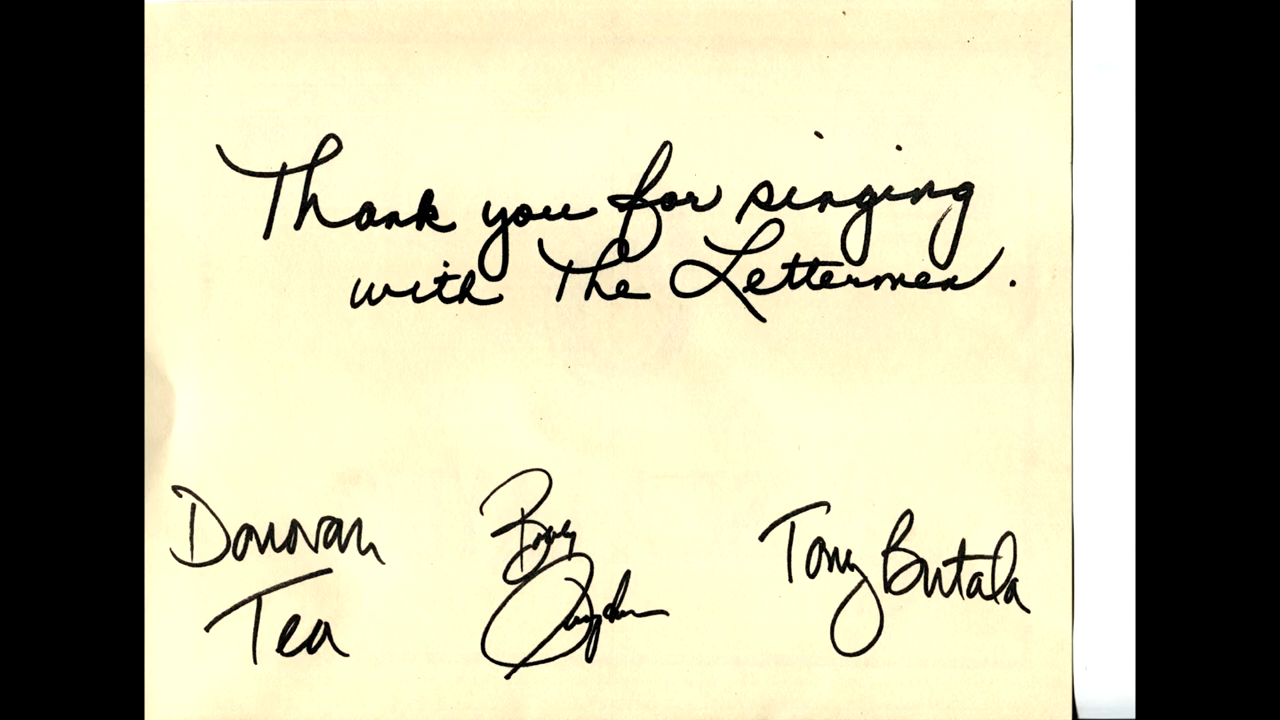 Thank you for singing
with The Lettermen.
Donovan
Tea
Tony Butala